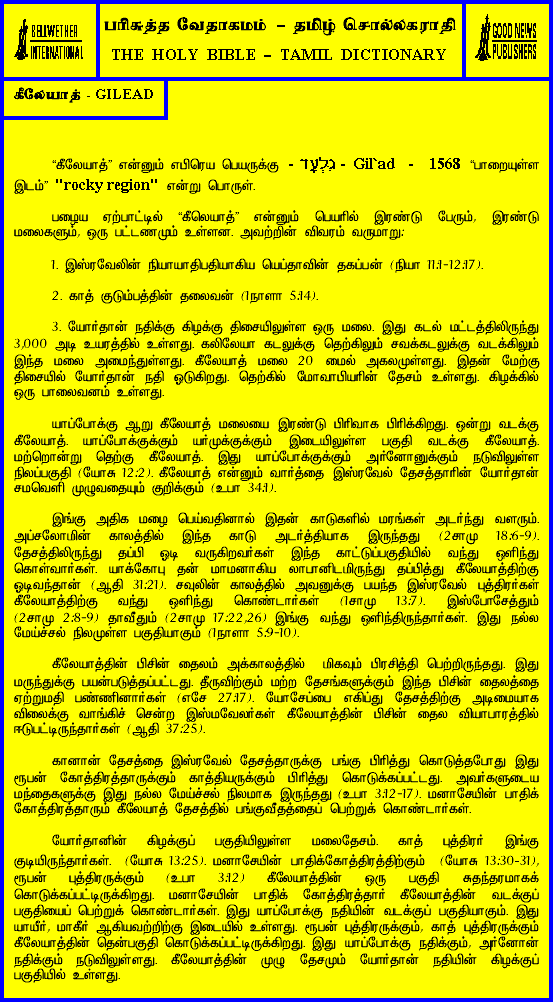 BELLWETHER
INTERNATIONAL
பரிசுத்த வேதாகமம் – தமிழ் சொல்லகராதி
THE HOLY BIBLE – TAMIL DICTIONARY
GOOD NEWS
PUBLISHERS
கீலேயாத் - GILEAD
“கீலேயாத்” என்னும் எபிரெய பெயருக்கு - גִּלְעָד - Gil`ad - 1568 “பாறையுள்ள
இடம்” "rocky region" என்று பொருள்.
பழைய ஏற்பாட்டில் “கீலெயாத்” என்னும் பெயரில் இரண்டு பேரும், இரண்டு
மலைகளும், ஒரு பட்டணமும் உள்ளன. அவற்றின் விவரம் வருமாறு:
1. இஸ்ரவேலின் நியாயாதிபதியாகிய யெப்தாவின் தகப்பன் (நியா 11:1-12:17).
2. காத் குடும்பத்தின் தலைவன் (1நாளா 5:14).
3. யோர்தான் நதிக்கு கிழக்கு திசையிலுள்ள ஒரு மலை. இது கடல் மட்டத்திலிருந்து
3,000 அடி உயரத்தில் உள்ளது. கலிலேயா கடலுக்கு தெற்கிலும் சவக்கடலுக்கு வடக்கிலும்
இந்த மலை அமைந்துள்ளது. கீலேயாத் மலை 20 மைல் அகலமுள்ளது. இதன் மேற்கு
திசையில் யோர்தான் நதி ஓடுகிறது. தெற்கில் மோவாபியரின் தேசம் உள்ளது. கிழக்கில்
ஒரு பாலைவனம் உள்ளது.
யாப்போக்கு ஆறு கீலேயாத் மலையை இரண்டு பிரிவாக பிரிக்கிறது. ஒன்று வடக்கு
கீலேயாத். யாப்போக்குக்கும் யர்முக்குக்கும் இடையிலுள்ள பகுதி வடக்கு கீலேயாத்.
மற்றொன்று தெற்கு கீலேயாத். இது யாப்போக்குக்கும் அர்னோனுக்கும் நடுவிலுள்ள
நிலப்பகுதி (யோசு 12:2). கீலேயாத் என்னும் வார்த்தை இஸ்ரவேல் தேசத்தாரின் யோர்தான்
சமவெளி முழுவதையும் குறிக்கும் (உபா 34:1).
இங்கு அதிக மழை பெய்வதினால் இதன் காடுகளில் மரங்கள் அடர்ந்து வளரும்.
அப்சலோமின் காலத்தில் இந்த காடு அடர்த்தியாக இருந்தது (2சாமு 18:6-9).
தேசத்திலிருந்து தப்பி ஓடி வருகிறவர்கள் இந்த காட்டுப்பகுதியில் வந்து ஒளிந்து
கொள்வார்கள். யாக்கோபு தன் மாமனாகிய லாபானிடமிருந்து தப்பித்து கீலேயாத்திற்கு
ஓடிவந்தான் (ஆதி 31:21). சவுலின் காலத்தில் அவனுக்கு பயந்த இஸ்ரவேல் புத்திரர்கள்
கீலேயாத்திற்கு வந்து ஒளிந்து கொண்டார்கள் (1சாமு 13:7). இஸ்போசேத்தும்
(2சாமு 2:8-9) தாவீதும் (2சாமு 17:22,26) இங்கு வந்து ஒளிந்திருந்தார்கள். இது நல்ல
மேய்ச்சல் நிலமுள்ள பகுதியாகும் (1நாளா 5:9-10).
கீலேயாத்தின் பிசின் தைலம் அக்காலத்தில் மிகவும் பிரசித்தி பெற்றிருந்தது. இது
மருந்துக்கு பயன்படுத்தப்பட்டது. தீருவிற்கும் மற்ற தேசங்களுக்கும் இந்த பிசின் தைலத்தை
ஏற்றுமதி பண்ணினார்கள் (எசே 27:17). யோசேப்பை எகிப்து தேசத்திற்கு அடிமையாக
விலைக்கு வாங்கிச் சென்ற இஸ்மவேலர்கள் கீலேயாத்தின் பிசின் தைல வியாபாரத்தில்
ஈடுபட்டிருந்தார்கள் (ஆதி 37:25).
கானான் தேசத்தை இஸ்ரவேல் தேசத்தாருக்கு பங்கு பிரித்து கொடுத்தபோது இது
ரூபன் கோத்திரத்தாருக்கும் காத்தியருக்கும் பிரித்து கொடுக்கப்பட்டது. அவர்களுடைய
மந்தைகளுக்கு இது நல்ல மேய்ச்சல் நிலமாக இருந்தது (உபா 3:12-17). மனாசேயின் பாதிக்
கோத்திரத்தாரும் கீலேயாத் தேசத்தில் பங்குவீதத்தைப் பெற்றுக் கொண்டார்கள்.
யோர்தானின் கிழக்குப் பகுதியிலுள்ள மலைதேசம். காத் புத்திரர் இங்கு
குடியிருந்தார்கள். (யோசு 13:25). மனாசேயின் பாதிக்கோத்திரத்திற்கும் (யோசு 13:30-31),
ரூபன் புத்திரருக்கும் (உபா 3:12) கீலேயாத்தின் ஒரு பகுதி சுதந்தரமாகக்
கொடுக்கப்பட்டிருக்கிறது. மனாசேயின் பாதிக் கோத்திரத்தார் கீலேயாத்தின் வடக்குப்
பகுதியைப் பெற்றுக் கொண்டார்கள். இது யாப்போக்கு நதியின் வடக்குப் பகுதியாகும். இது
யாயீர், மாகீர் ஆகியவற்றிற்கு இடையில் உள்ளது. ரூபன் புத்திரருக்கும், காத் புத்திரருக்கும்
கீலேயாத்தின் தென்பகுதி கொடுக்கப்பட்டிருக்கிறது. இது யாப்போக்கு நதிக்கும், அர்னோன்
நதிக்கும் நடுவிலுள்ளது. கீலேயாத்தின் முழு தேசமும் யோர்தான் நதியின் கிழக்குப்
பகுதியில் உள்ளது.